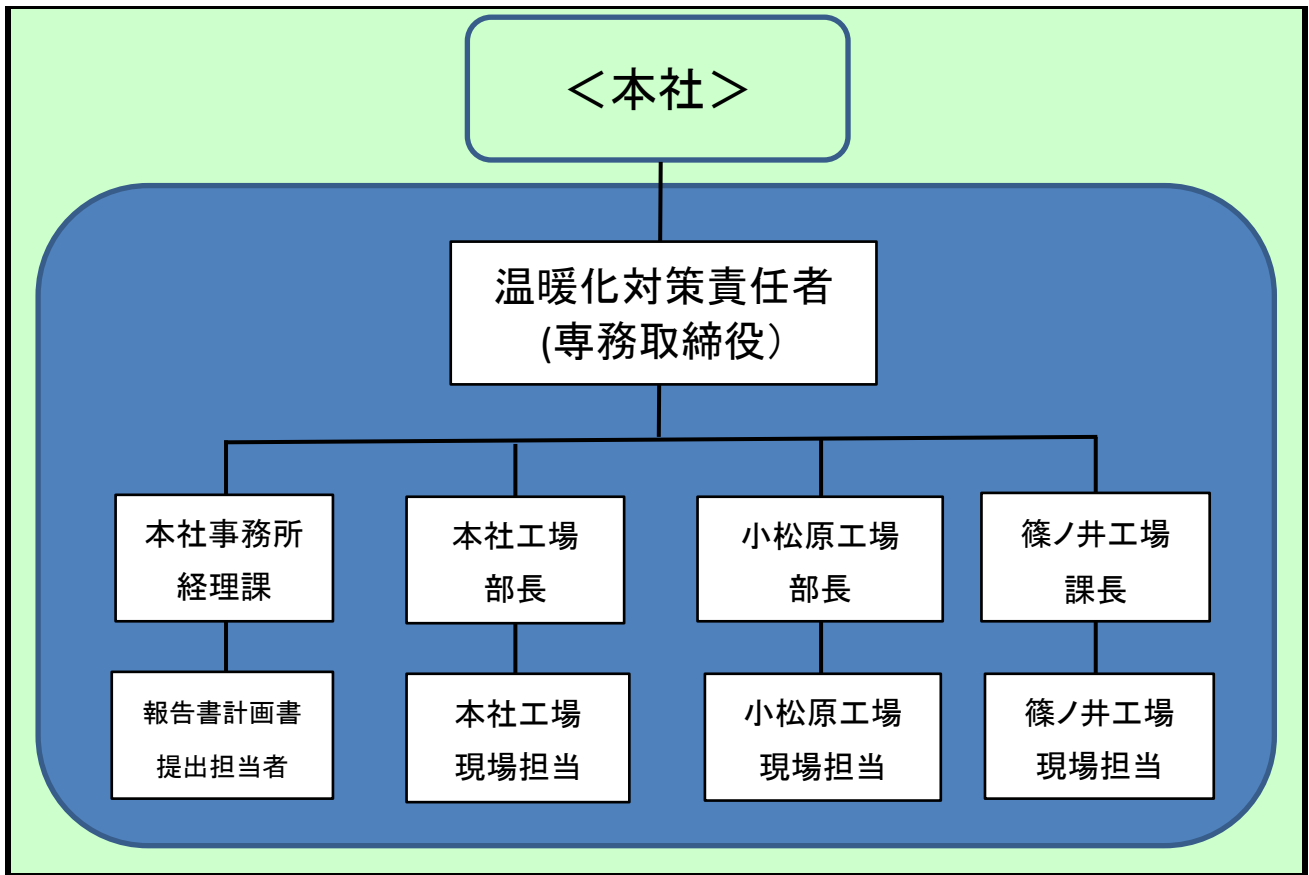 ＜本社＞
温暖化対策責任者
(専務取締役）
本社事務所
経理課
本社工場
部長
小松原工場
部長
篠ノ井工場
課長
報告書計画書
提出担当者
本社工場
現場担当
小松原工場
現場担当
篠ノ井工場
現場担当